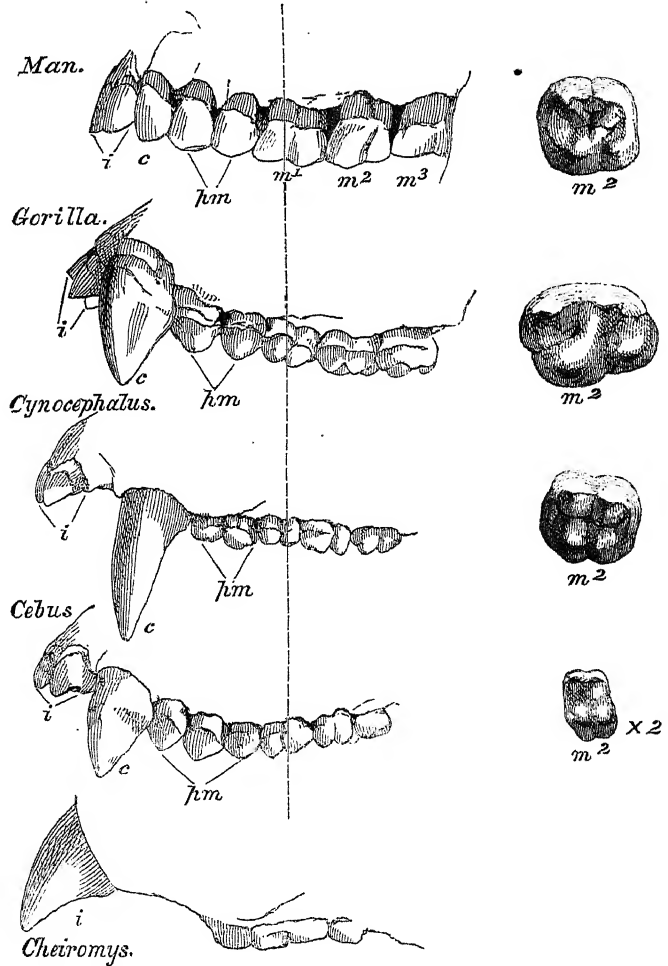 Man.
i c pm m¹ m² m³
m²
Gorilla.
i c pm
m²
Cynocephalus.
i c pm
m²
Cebus
i c pm
m² × 2
i
Cheiromys.